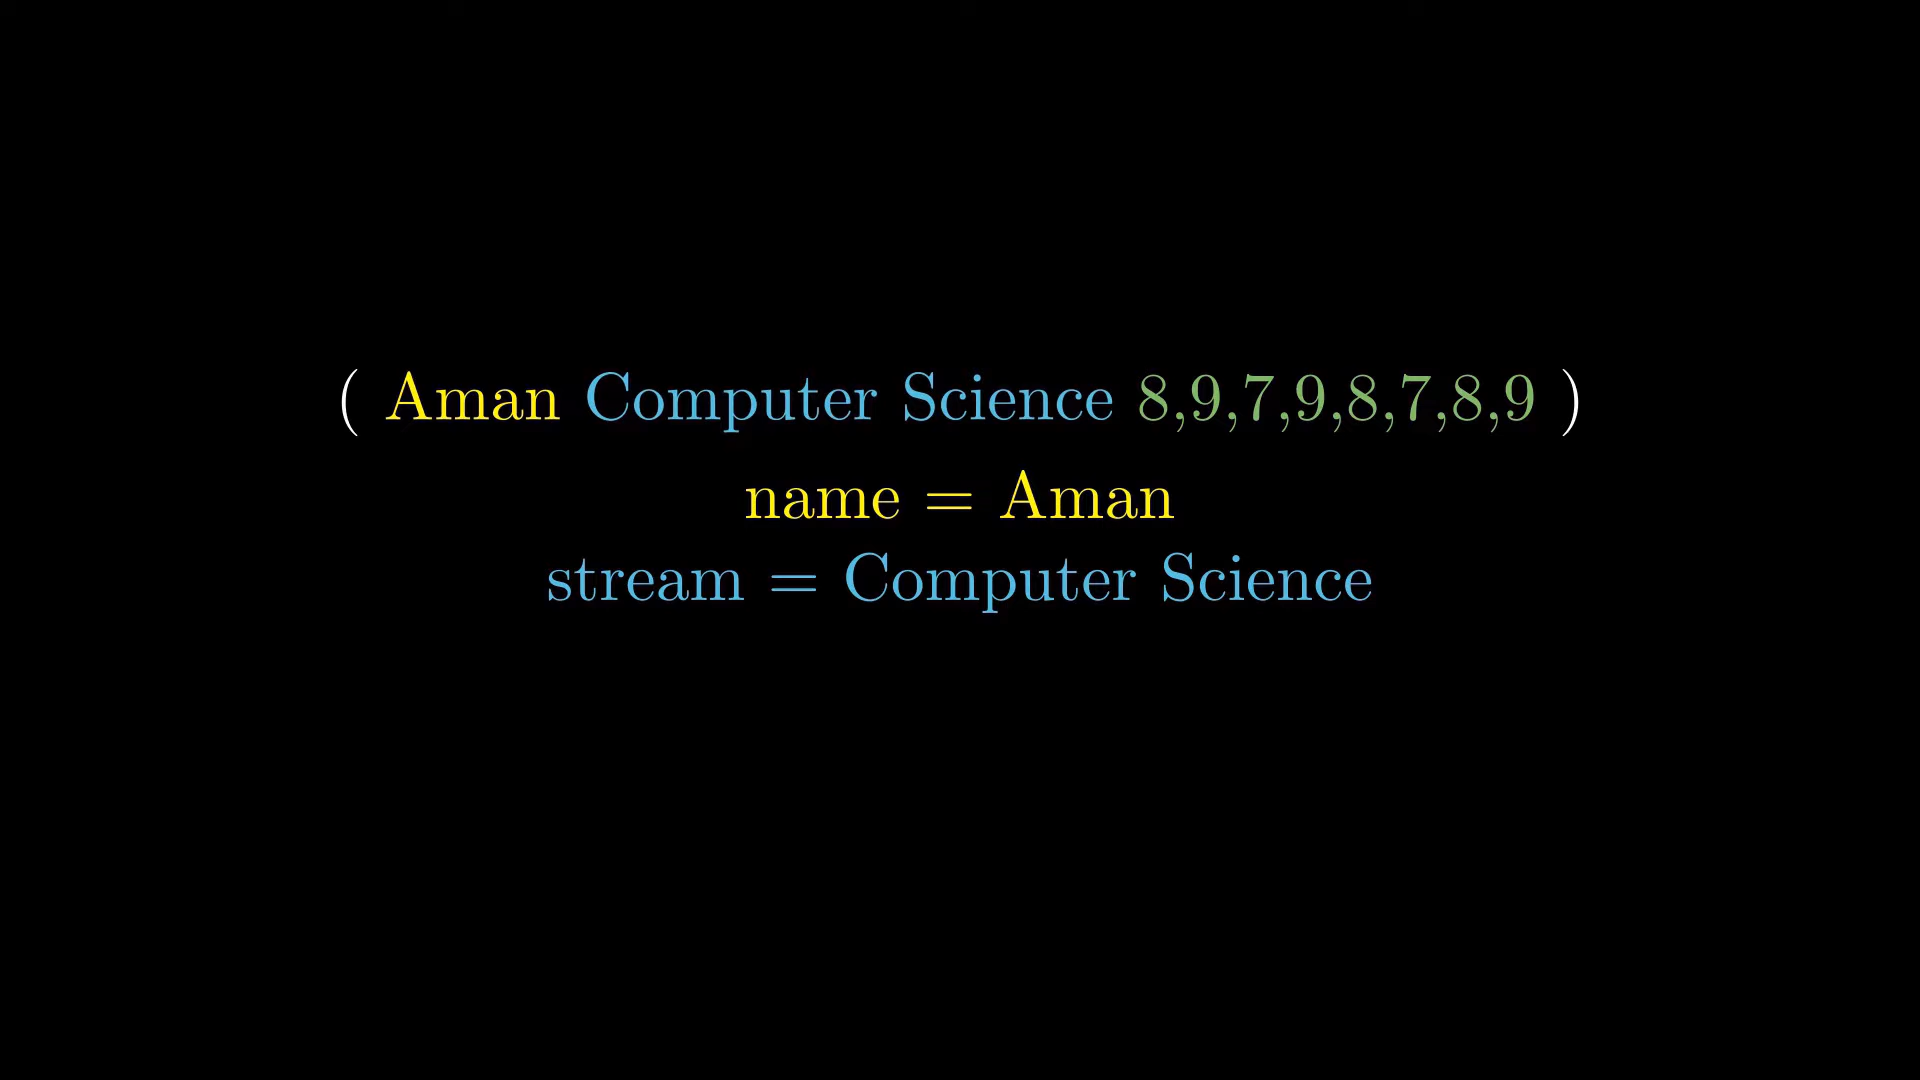 ( Aman Computer Science 8,9,7,9,8,7,8,9 )
name = Aman
stream = Computer Science